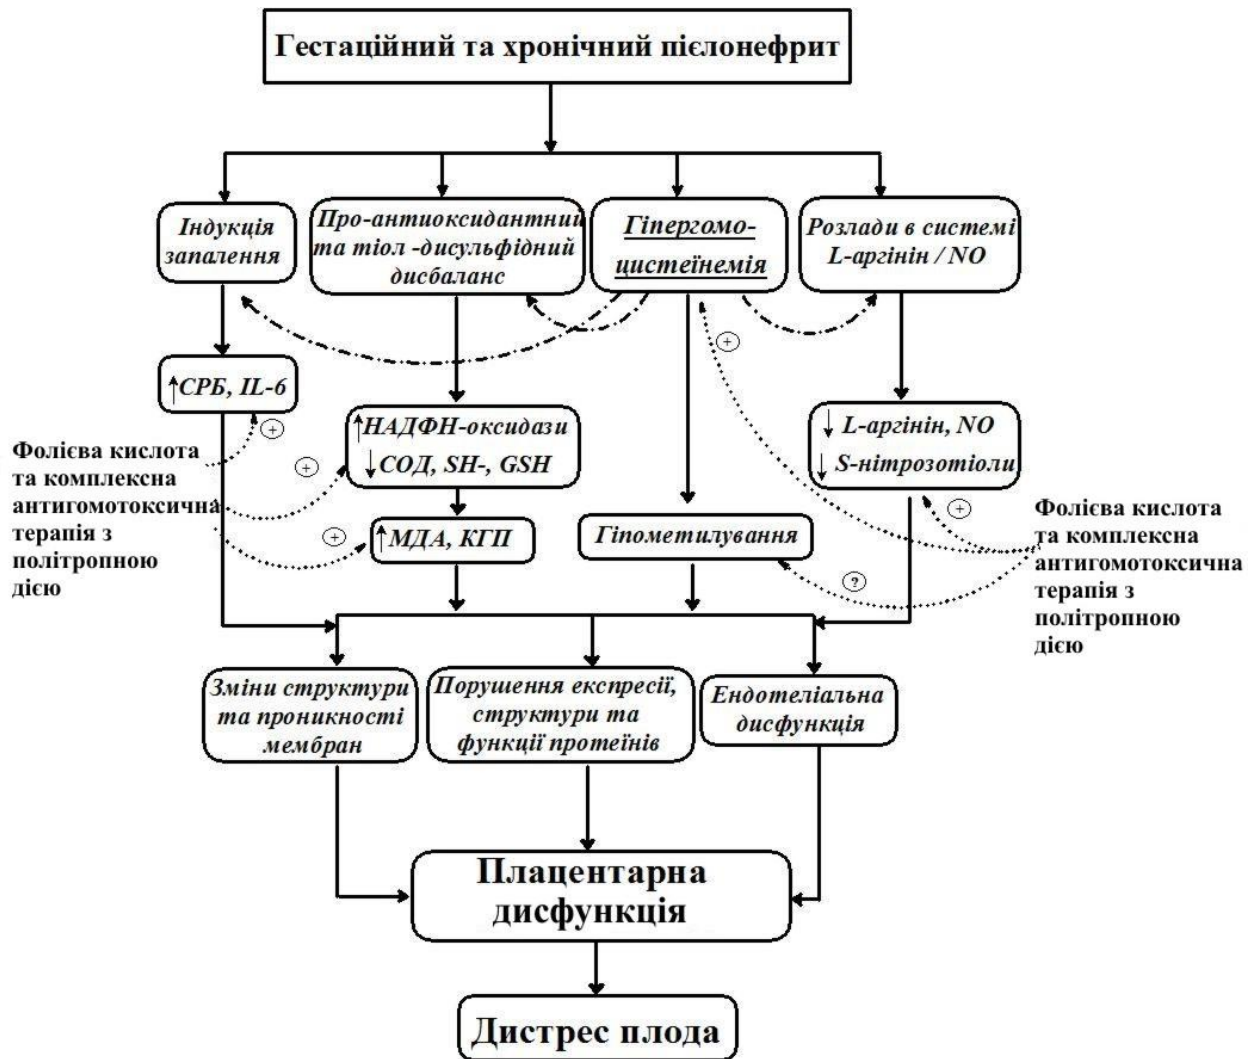 Гестаційний та хронічний пієлонефрит
Індукція
запалення
Про-антиоксидантний
та тіол -дисульфідний
дисбаланс
Гіпергомо-
цистеїнемія
Розлади в системі
L-аргінін / NO
+
↑СРБ, IL-6
+
↑НАДФН-оксидази
↓СОД, SH-, GSH
↓ L-аргінін, NO
↓ S-нітрозотіоли
Фолієва кислота
та комплексна
антигомотоксична
терапія з
політропною
дією
+
+
↑МДА, КГП
Гіпометилування
?
+
Фолієва кислота
та комплексна
антигомотоксична
терапія з
політропною
дією
Зміни структури
та проникності
мембран
Порушення експресії,
структури та
функції протеїнів
Ендотеліальна
дисфункція
Плацентарна
дисфункція
Дистрес плода